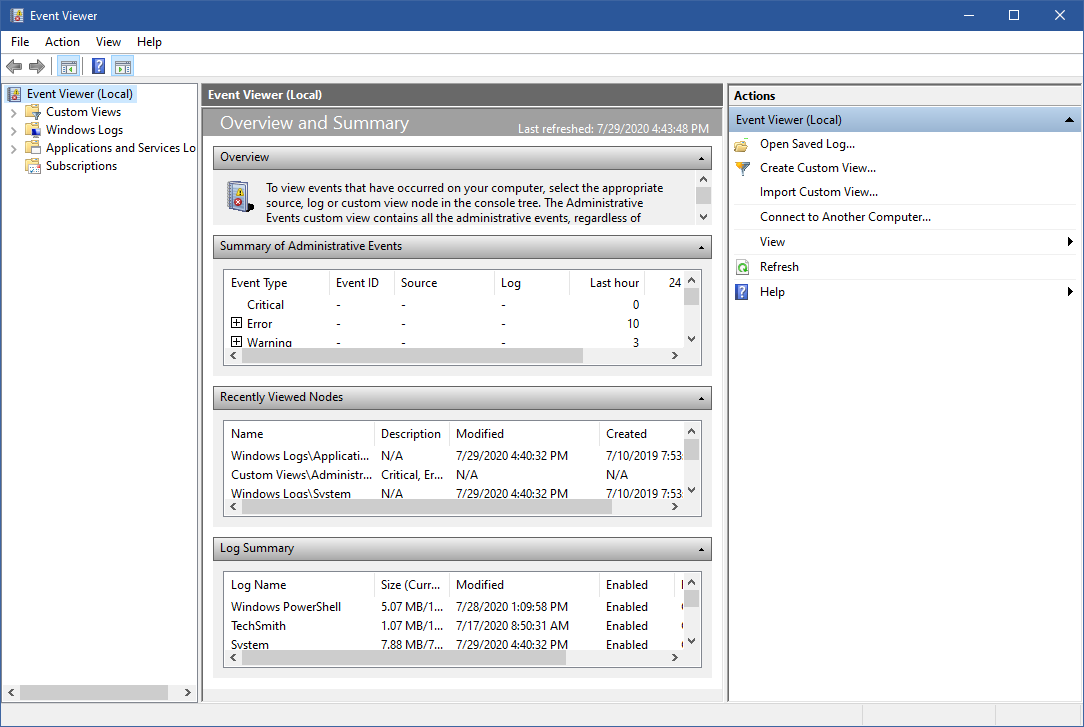 Event Viewer
File Action View Help
Event Viewer (Local)
Custom Views
Windows Logs
Applications and Services Lo
Subscriptions
Event Viewer (Local)
Overview and Summary Last refreshed: 7/29/2020 4:43:48 PM
Overview
To view events that have occurred on your computer, select the appropriate
source, log or custom view node in the console tree. The Administrative
Events custom view contains all the administrative events, regardless of
Summary of Administrative Events
Event Type Event ID Source Log Last hour 24
Critical - - - 0
Error - - - 10
Warning - - - 3
Recently Viewed Nodes
Name Description Modified Created
Windows Logs\Applicati... N/A 7/29/2020 4:40:32 PM 7/10/2019 7:53:
Custom Views\Administr... Critical, Er... N/A N/A
Windows Logs\System N/A 7/29/2020 4:40:32 PM 7/10/2019 7:53:
Log Summary
Log Name Size (Curr... Modified Enabled
Windows PowerShell 5.07 MB/1... 7/28/2020 1:09:58 PM Enabled
TechSmith 1.07 MB/1... 7/17/2020 8:50:31 AM Enabled
System 7.88 MB/7... 7/29/2020 4:40:32 PM Enabled
Actions
Event Viewer (Local)
Open Saved Log...
Create Custom View...
Import Custom View...
Connect to Another Computer...
View
Refresh
Help